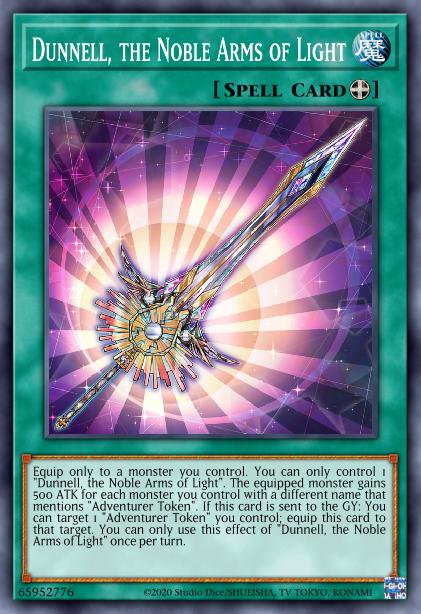 DUNNELL, THE NOBLE ARMS OF LIGHT
SPELL
魔
[SPELL CARD]
Equip only to a monster you control. You can only control 1
"Dunnell, the Noble Arms of Light". The equipped monster gains
500 ATK for each monster you control with a different name that
mentions "Adventurer Token". If this card is sent to the GY: You
can target 1 "Adventurer Token" you control; equip this card to
that target. You can only use this effect of "Dunnell, the Noble
Arms of Light" once per turn.
65952776
©2020 Studio Dice/SHUEISHA, TV TOKYO, KONAMI